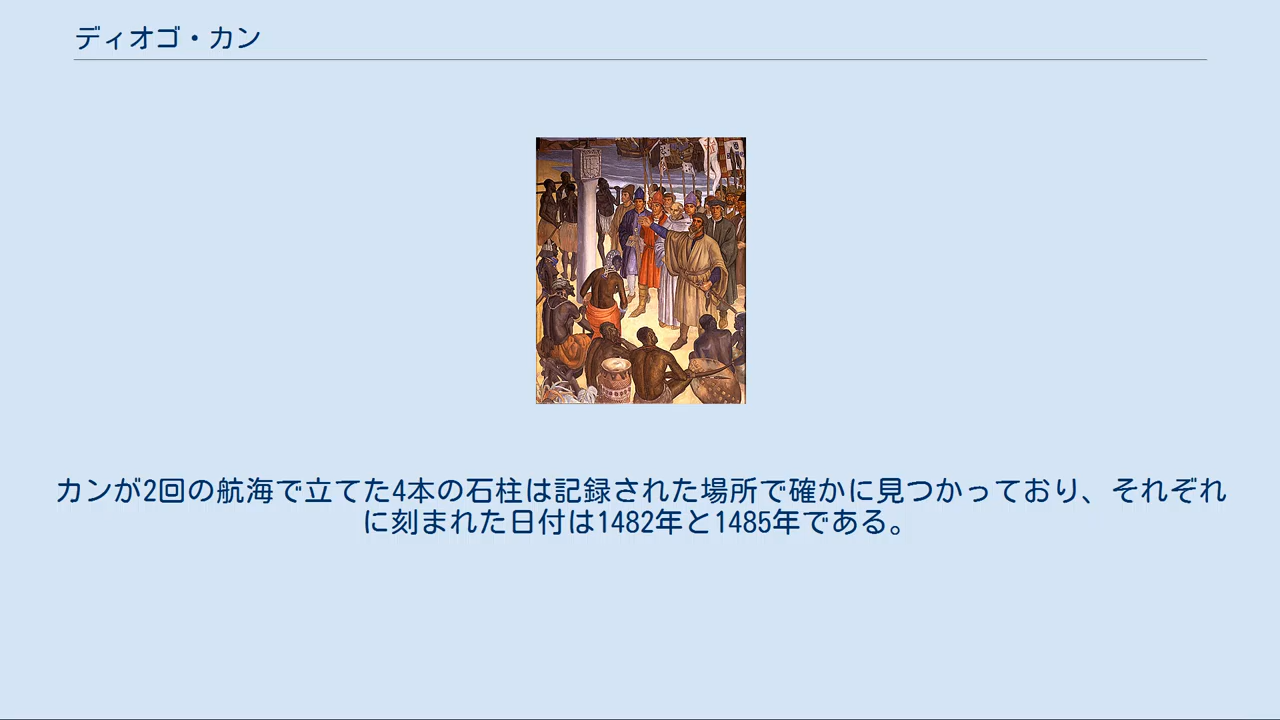 ディオゴ・カン
カンが2回の航海で立てた4本の石柱は記録された場所で確かに見つかっており、それぞれ
に刻まれた日付は1482年と1485年である。